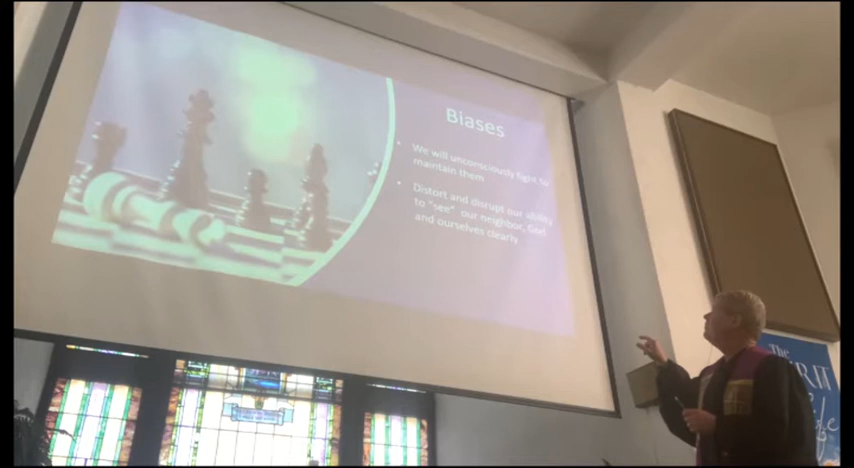 Biases
• We will unconsciously fight to
maintain them
• Distort and disrupt our ability
to "see" our neighbor,
and ourselves clearly
The